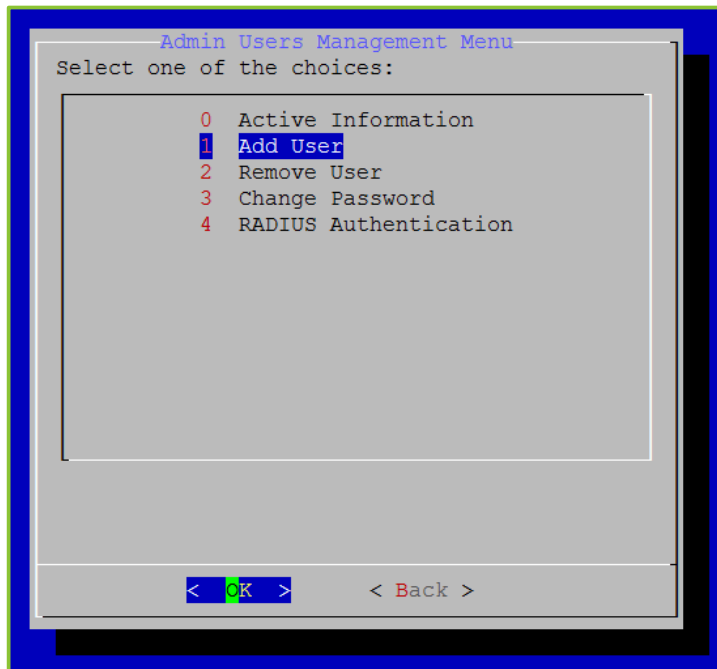 Admin Users Management Menu
Select one of the choices:
0 Active Information
1 Add User
2 Remove User
3 Change Password
4 RADIUS Authentication
< OK > < Back >